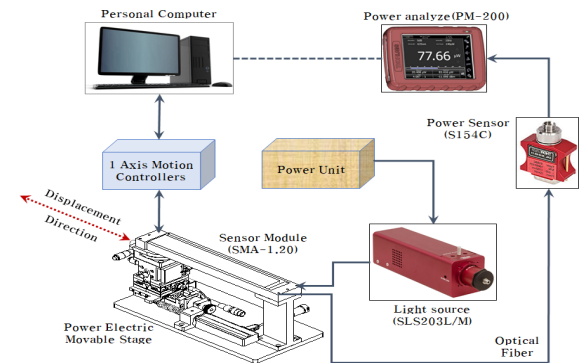 Personal Computer
Power analyze(PM-200)
77.66 μW
Power Sensor
(S154C)
1 Axis Motion
Controllers
Power Unit
Displacement
Direction
Sensor Module
(SMA-1,20)
Light source
(SLS203L/M)
Power Electric
Movable Stage
Optical
Fiber